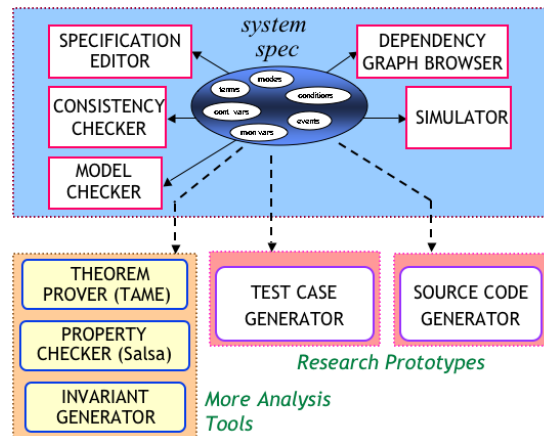 system
spec
SPECIFICATION
EDITOR
DEPENDENCY
GRAPH BROWSER
modes
terms
conditions
CONSISTENCY
CHECKER
cont vars
events
mon vars
SIMULATOR
MODEL
CHECKER
THEOREM
PROVER (TAME)
TEST CASE
GENERATOR
SOURCE CODE
GENERATOR
PROPERTY
CHECKER (Salsa)
Research Prototypes
INVARIANT
GENERATOR
More Analysis
Tools